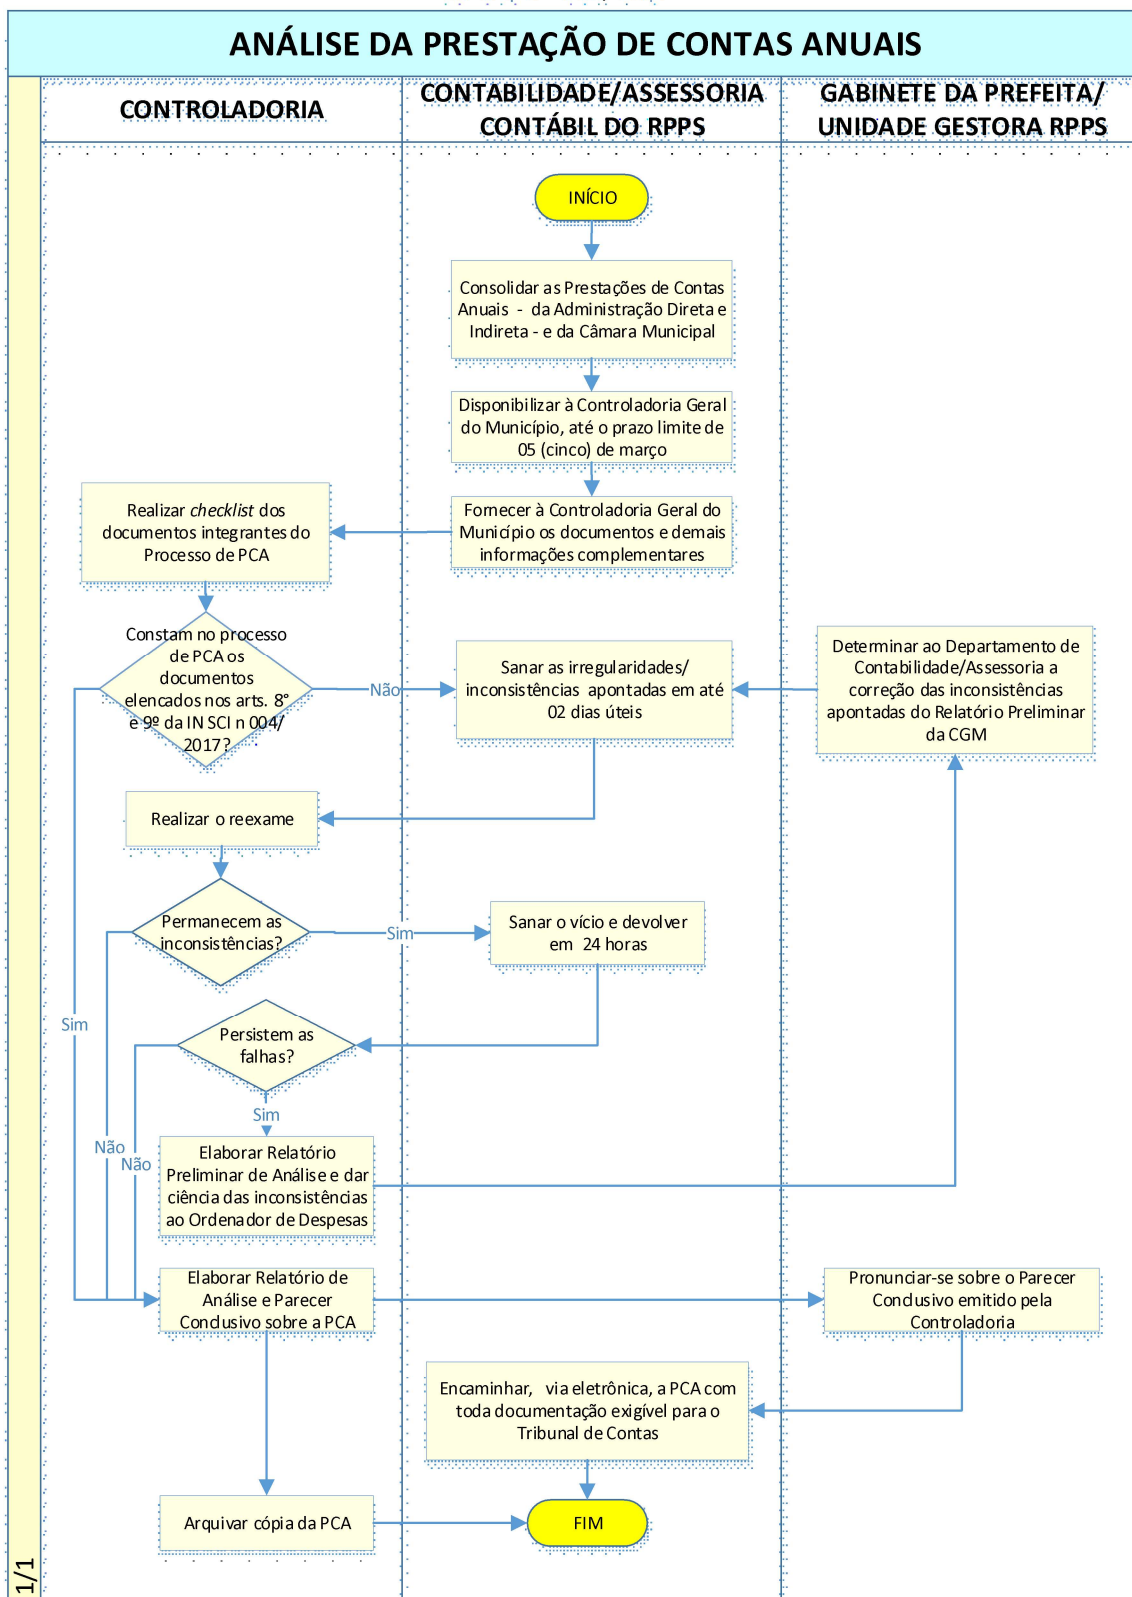 ANÁLISE DA PRESTAÇÃO DE CONTAS ANUAIS
CONTROLADORIA
CONTABILIDADE/ASSESSORIA
CONTÁBIL DO RPPS
GABINETE DA PREFEITA/
UNIDADE GESTORA RPPS
INÍCIO
Consolidar as Prestações de Contas
Anuais - da Administração Direta e
Indireta - e da Câmara Municipal
Disponibilizar à Controladoria Geral
do Município, até o prazo limite de
05 (cinco) de março
Fornecer à Controladoria Geral do
Município os documentos e demais
informações complementares
Realizar checklist dos
documentos integrantes do
Processo de PCA
Constam no processo
de PCA os
documentos
elencados nos arts. 8°
e 9º da IN SCI n 004/
2017?
Não
Sanar as irregularidades/
inconsistências apontadas em até
02 dias úteis
Determinar ao Departamento de
Contabilidade/Assessoria a
correção das inconsistências
apontadas do Relatório Preliminar
da CGM
Realizar o reexame
Permanecem as
inconsistências?
Sim
Sanar o vício e devolver
em 24 horas
Sim
Persistem as
falhas?
Sim
Não
Não
Elaborar Relatório
Preliminar de Análise e dar
ciência das inconsistências
ao Ordenador de Despesas
Elaborar Relatório de
Análise e Parecer
Conclusivo sobre a PCA
Pronunciar-se sobre o Parecer
Conclusivo emitido pela
Controladoria
Encaminhar, via eletrônica, a PCA com
toda documentação exigível para o
Tribunal de Contas
Arquivar cópia da PCA
FIM
1/1